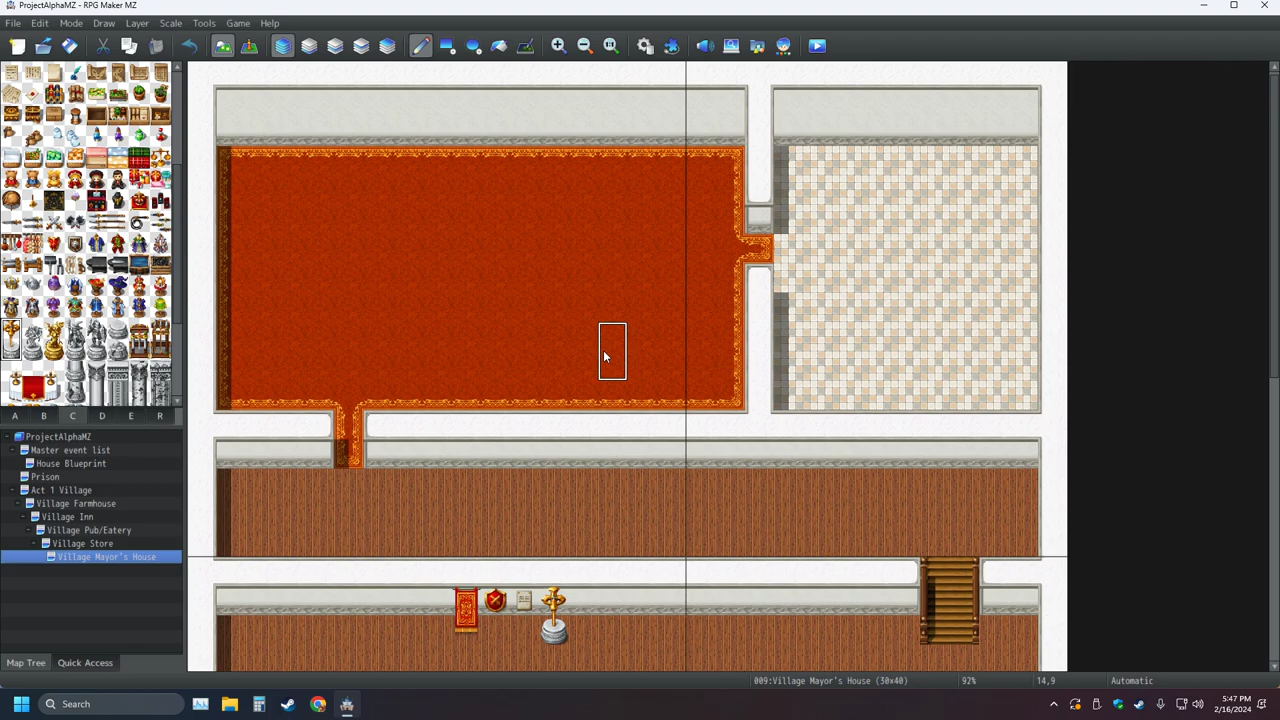 ProjectAlphaMZ - RPG Maker MZ
File Edit Mode Draw Layer Scale Tools Game Help
A B C D E R
ProjectAlphaMZ
Master event list
House Blueprint
Prison
Act 1 Village
Village Farmhouse
Village Inn
Village Pub/Eatery
Village Store
Village Mayor's House
Map Tree Quick Access
009:Village Mayor's House (30x40) 92% 14,9 Automatic
Search
5:47 PM
2/16/2024